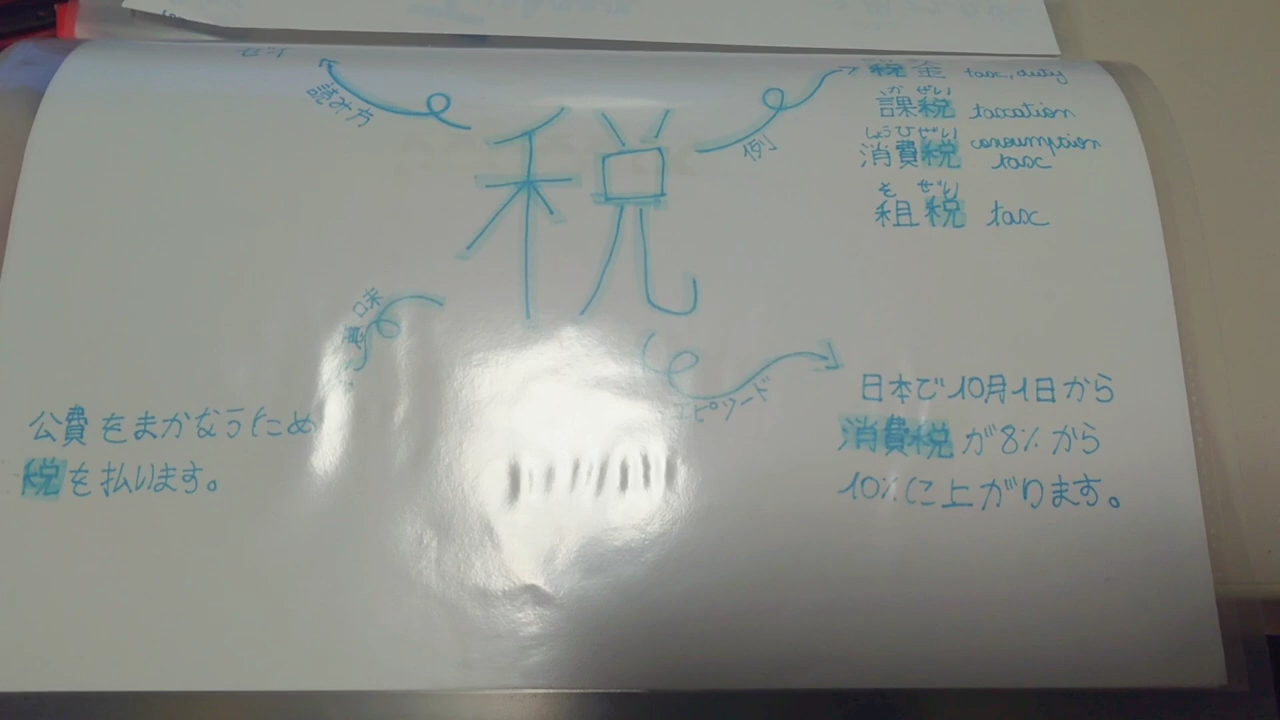 読み方
税
例
税金 tax, duty
かぜい
課税 taxation
しょうひぜい
消費税 consumption tax
そぜい
租税 tax
意味
公費をまかなうため
税を払います。
エピソード
日本で10月1日から
消費税が8%から
10%に上がります。